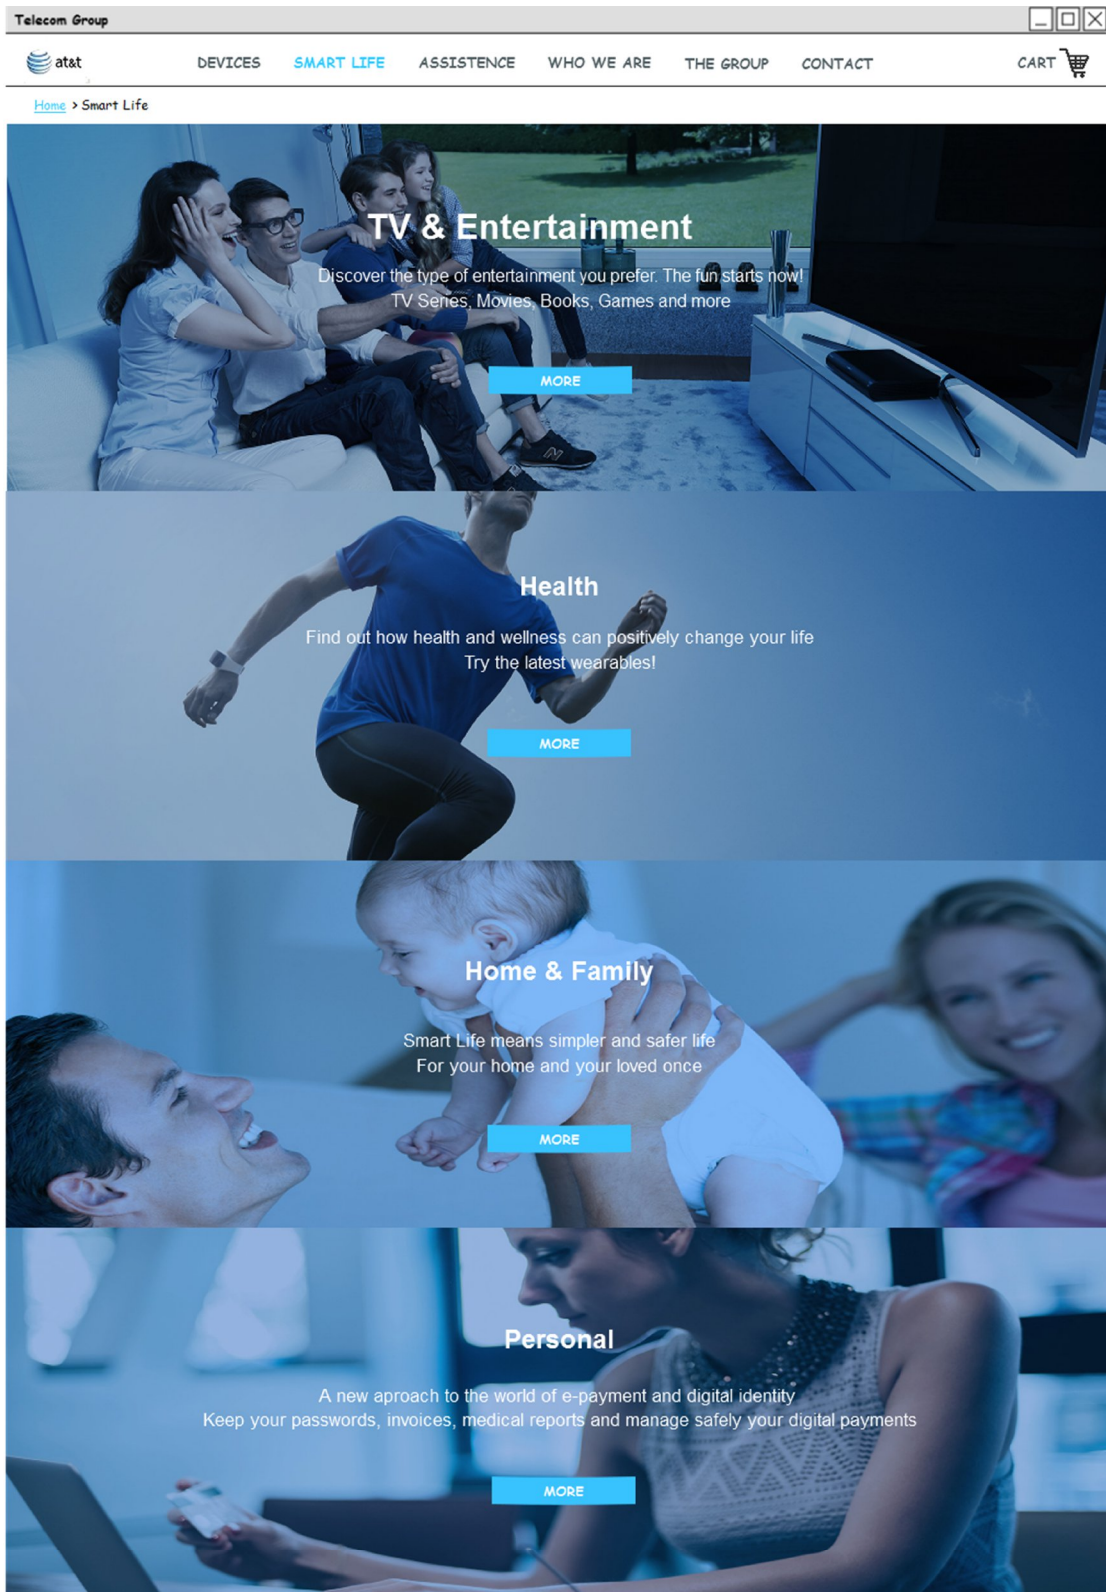 Telecom Group
at&t
DEVICES SMART LIFE ASSISTENCE WHO WE ARE THE GROUP CONTACT CART
Home > Smart Life
TV & Entertainment
Discover the type of entertainment you prefer. The fun starts now!
TV Series, Movies, Books, Games and more
MORE
Health
Find out how health and wellness can positively change your life
Try the latest wearables!
MORE
Home & Family
Smart Life means simpler and safer life
For your home and your loved once
MORE
Personal
A new aproach to the world of e-payment and digital identity
Keep your passwords, invoices, medical reports and manage safely your digital payments
MORE